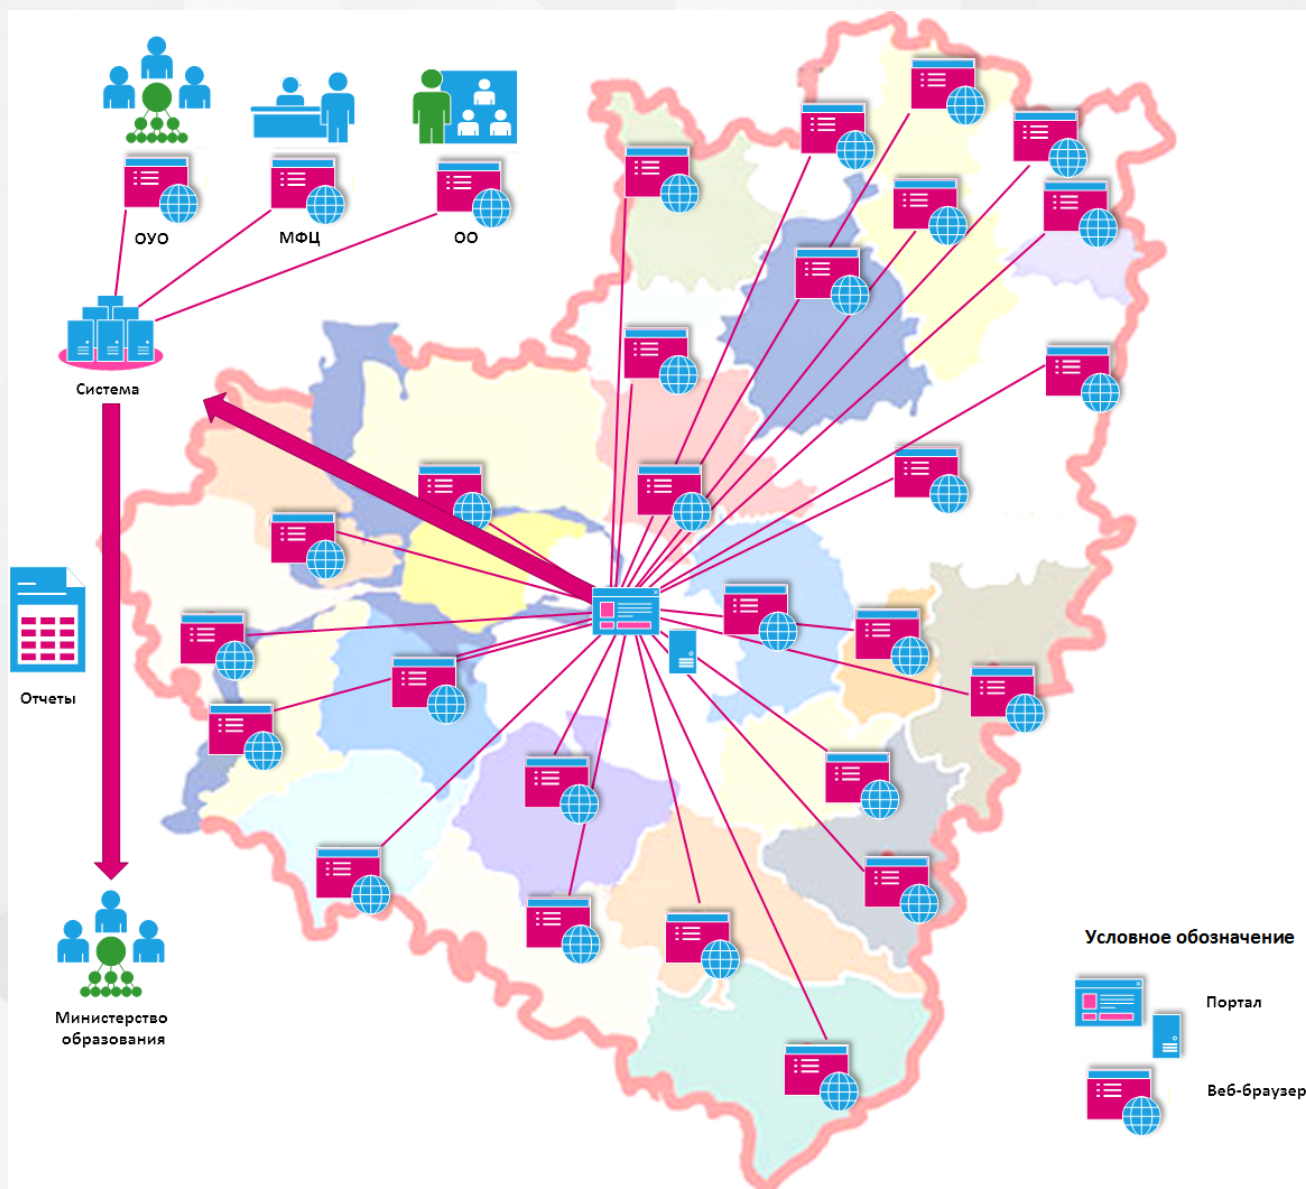 ОУО
МФЦ
ОО
Система
Отчеты
Министерство
образования
Условное обозначение
Портал
Веб-браузер